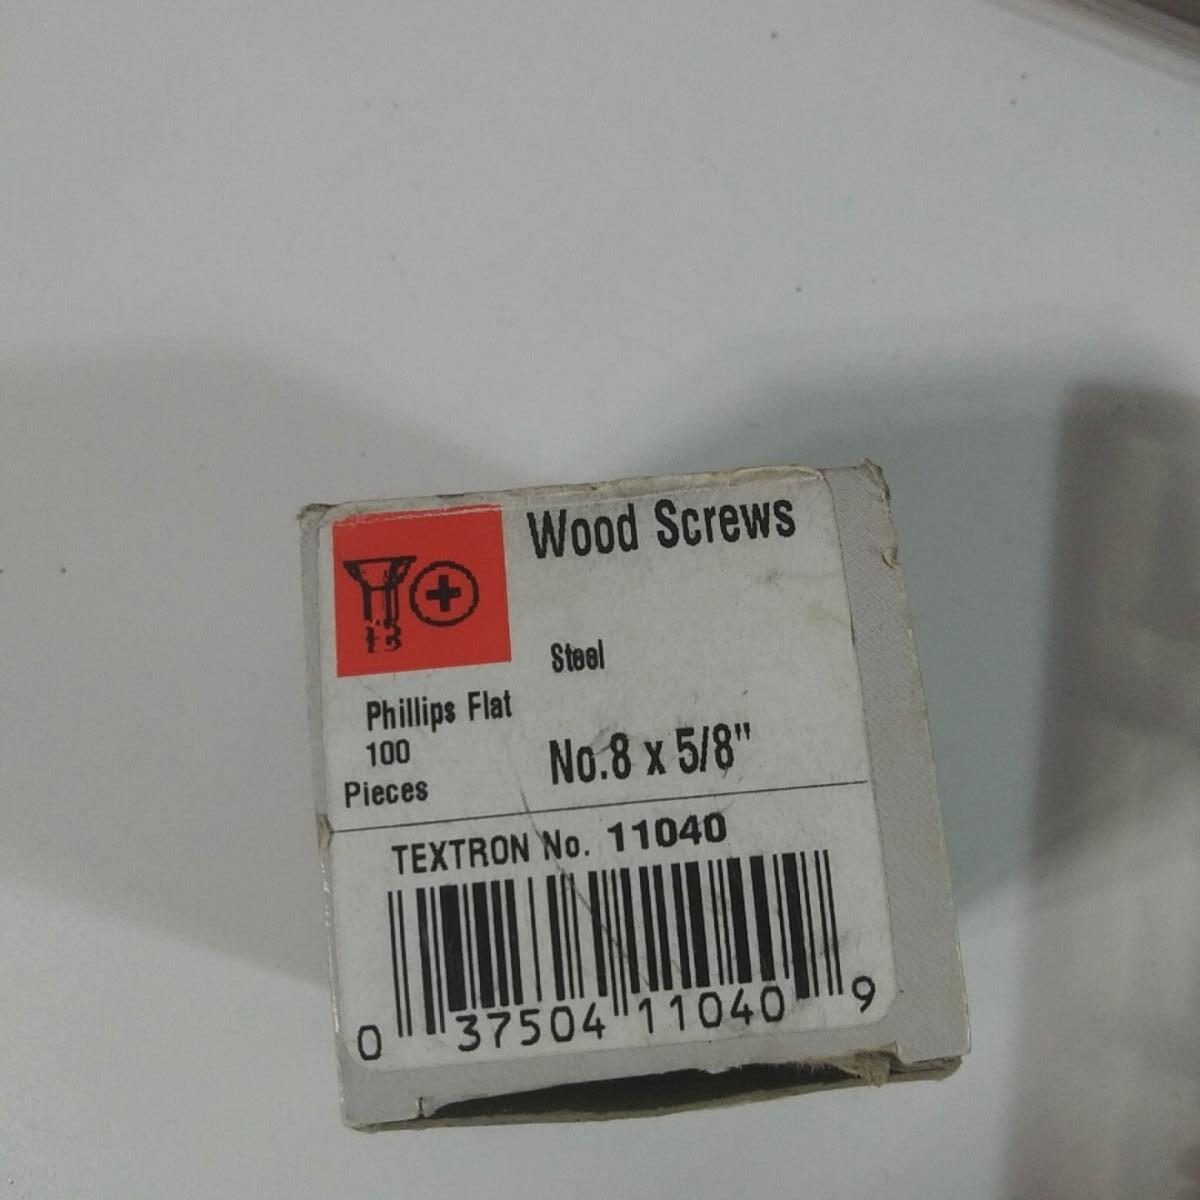 Wood Screws
Steel
Phillips Flat
100
Pieces
No.8 x 5/8"
TEXTRON No. 11040
0 37504 11040 9